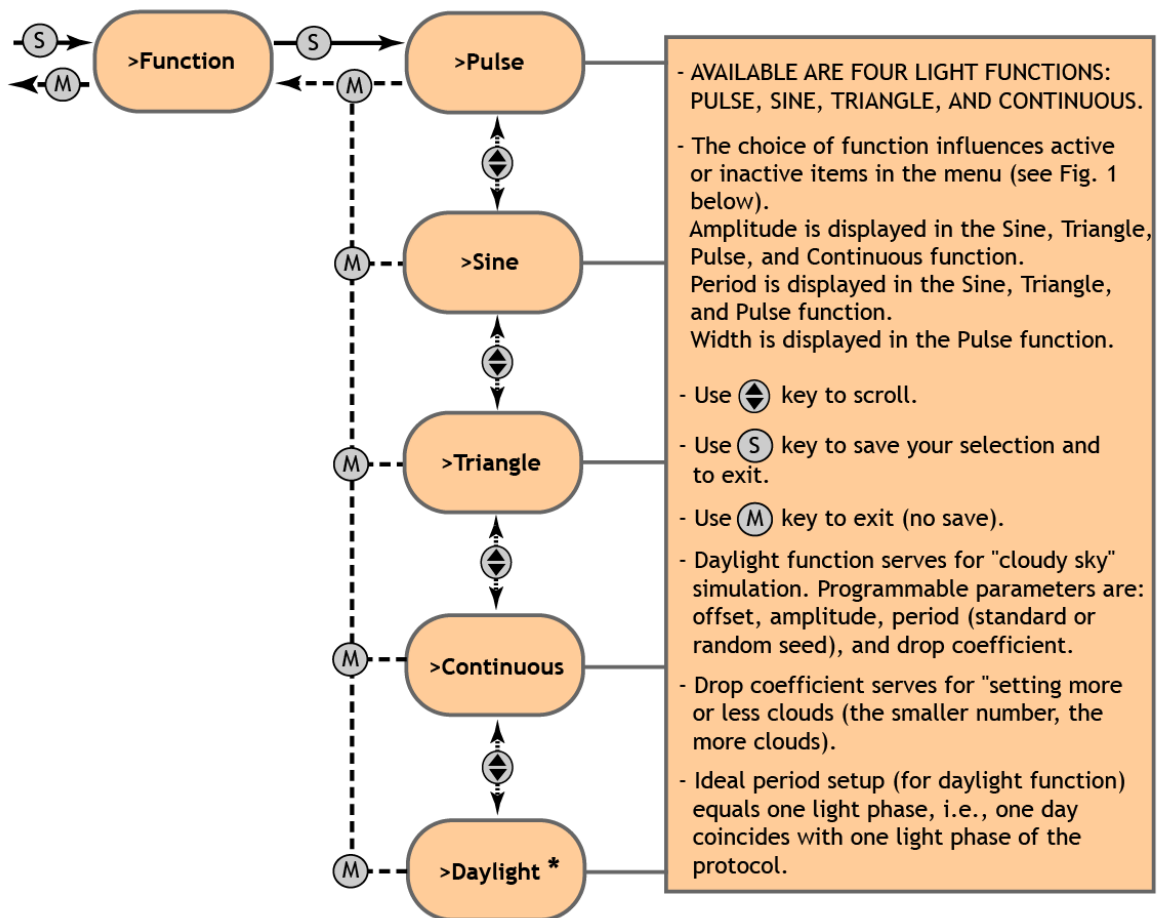 S
>Function
S
>Pulse
M
M
>Sine
M
>Triangle
M
>Continuous
M
>Daylight *
M
- AVAILABLE ARE FOUR LIGHT FUNCTIONS:
PULSE, SINE, TRIANGLE, AND CONTINUOUS.
- The choice of function influences active
or inactive items in the menu (see Fig. 1
below).
Amplitude is displayed in the Sine, Triangle,
Pulse, and Continuous function.
Period is displayed in the Sine, Triangle,
and Pulse function.
Width is displayed in the Pulse function.
- Use key to scroll.
- Use S key to save your selection and
to exit.
- Use M key to exit (no save).
- Daylight function serves for "cloudy sky"
simulation. Programmable parameters are:
offset, amplitude, period (standard or
random seed), and drop coefficient.
- Drop coefficient serves for "setting more
or less clouds (the smaller number, the
more clouds).
- Ideal period setup (for daylight function)
equals one light phase, i.e., one day
coincides with one light phase of the
protocol.